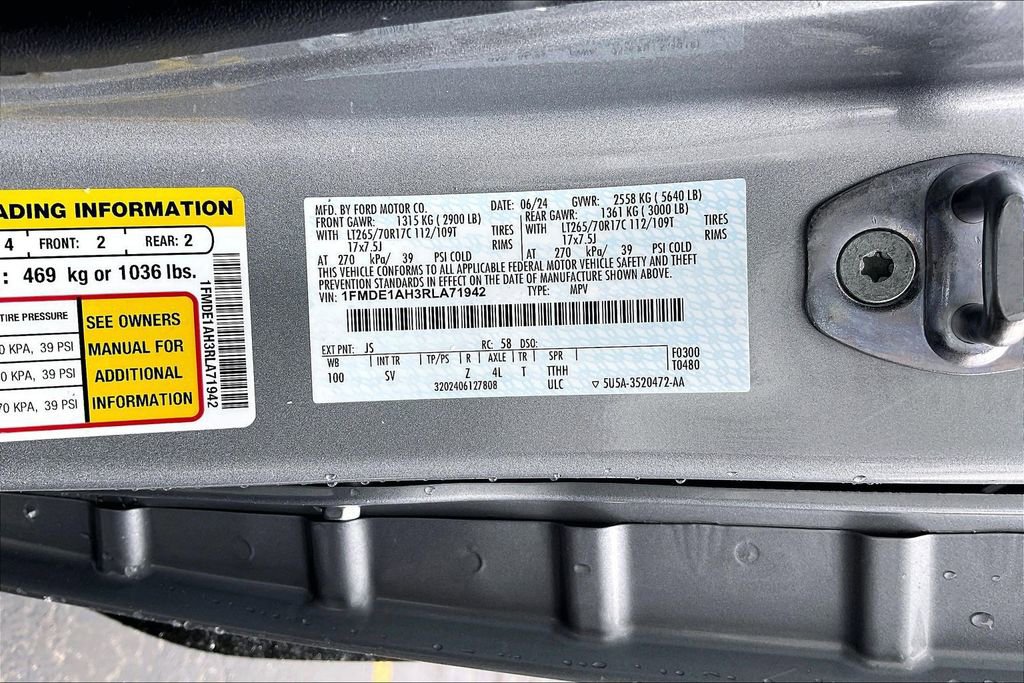 ADING INFORMATION
4 FRONT: 2 REAR: 2
: 469 kg or 1036 lbs.
TIRE PRESSURE
0 KPA, 39 PSI
0 KPA, 39 PSI
70 KPA, 39 PSI
SEE OWNERS
MANUAL FOR
ADDITIONAL
INFORMATION
1FMDE1AH3RLA71942
MFD. BY FORD MOTOR CO. DATE: 06/24 GVWR: 2558 KG ( 5640 LB)
FRONT GAWR: 1315 KG ( 2900 LB) REAR GAWR: 1361 KG ( 3000 LB)
WITH LT265/70R17C 112/109T TIRES WITH LT265/70R17C 112/109T TIRES
17x7.5J RIMS 17x7.5J RIMS
AT 270 kPa/ 39 PSI COLD AT 270 kPa/ 39 PSI COLD
THIS VEHICLE CONFORMS TO ALL APPLICABLE FEDERAL MOTOR VEHICLE SAFETY AND THEFT
PREVENTION STANDARDS IN EFFECT ON THE DATE OF MANUFACTURE SHOWN ABOVE.
VIN: 1FMDE1AH3RLA71942 TYPE: MPV
EXT PNT: JS RC: 58 DSO: F0300
WB INT TR TP/PS R AXLE TR SPR T0480
100 SV Z 4L T TTHH
3202406127808 ULC ▽ 5U5A-3520472-AA